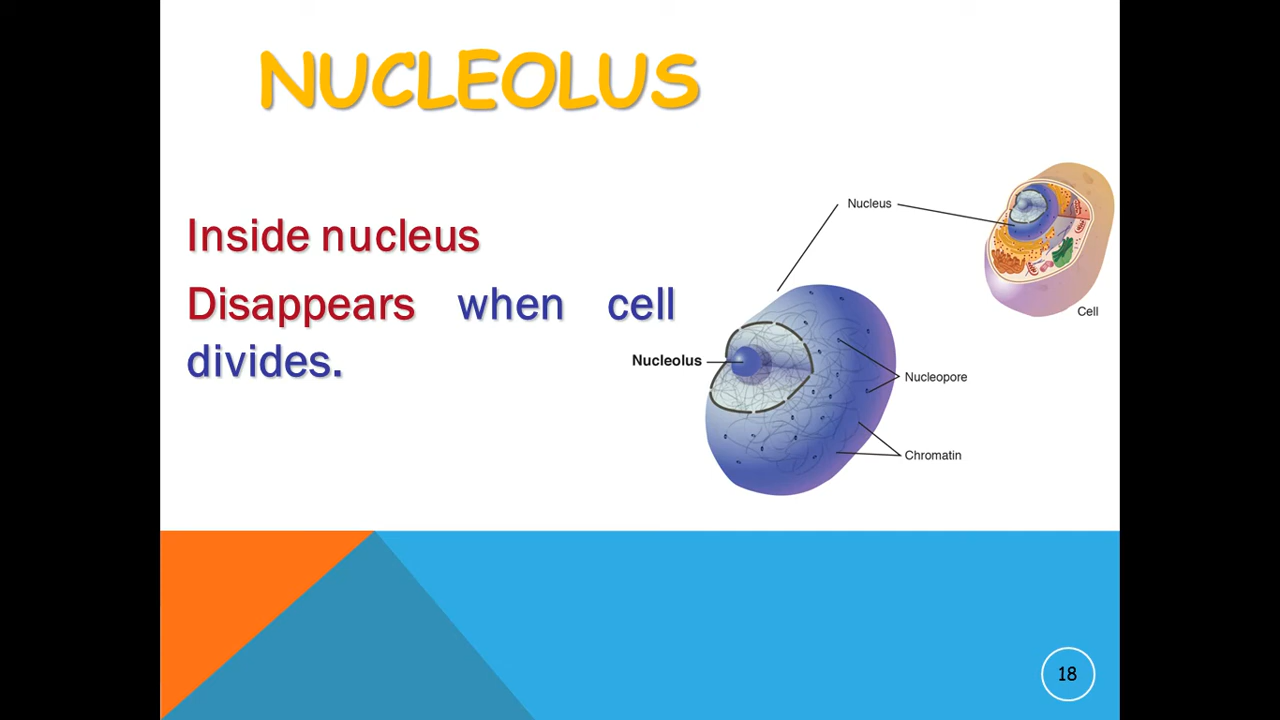 NUCLEOLUS
Inside nucleus
Disappears when cell
divides.
Nucleus
Cell
Nucleolus
Nucleopore
Chromatin
18